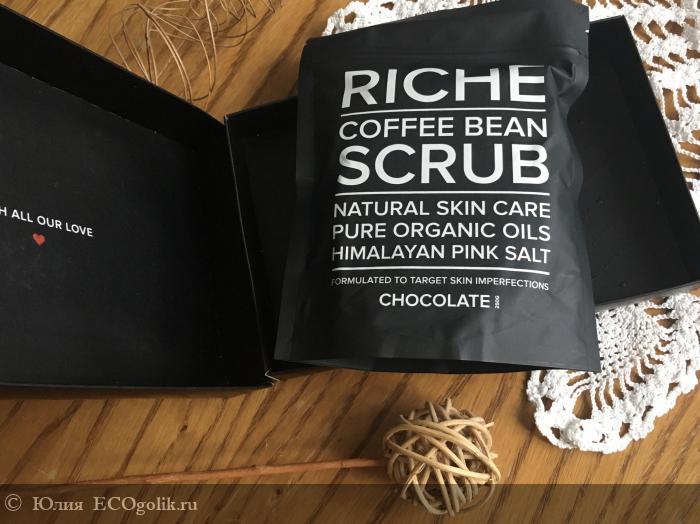 H ALL OUR LOVE
RICHE
COFFEE BEAN
SCRUB
NATURAL SKIN CARE
PURE ORGANIC OILS
HIMALAYAN PINK SALT
FORMULATED TO TARGET SKIN IMPERFECTIONS
CHOCOLATE 250G
© Юлия ECOgolik.ru